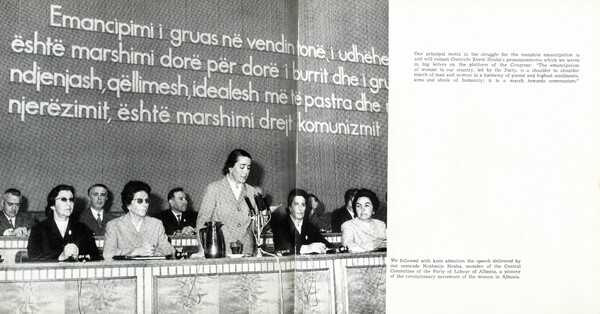 Emancipimi i gruas në vendin tonë, i udhëhe
është marshimi dorë për dorë i burrit dhe i gru
ndjenjash, qëllimesh, idealesh më të pastra dhe
njerëzimit, është marshimi drejt komunizmit
Our principal motto in the struggle for the complete emancipation is
and will remain Comrade Enver Hoxha's pronouncements which we wrote
in big letters on the platform of the Congress: "The emancipation
of women in our country, led by the Party, is a shoulder to shoulder
march of man and woman in a harmony of purest and highest sentiments,
aims and ideals of humanity; it is a march towards communism."
We followed with keen attention the speech delivered by
our comrade Nexhmije Hoxha, member of the Central
Committee of the Party of Labour of Albania, a pioneer
of the revolutionary movement of the women in Albania.